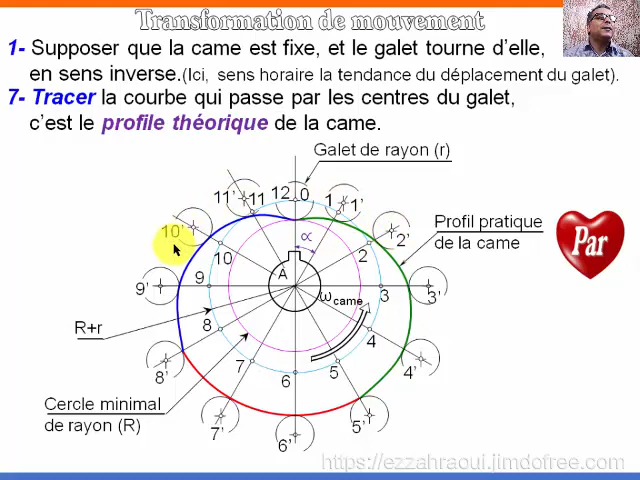 Transformation de mouvement
1- Supposer que la came est fixe, et le galet tourne d'elle,
en sens inverse.(Ici, sens horaire la tendance du déplacement du galet).
7- Tracer la courbe qui passe par les centres du galet,
c'est le profile théorique de la came.
Galet de rayon (r)
11' 11 12 0 1 1'
10' 2 2'
Profil pratique
de la came
Par
α
10 A
9' 9 3 3'
ωcame
R+r
8 4
8' 7 6 5 4'
Cercle minimal
de rayon (R)
7' 6' 5'
https://ezzahraoui.jimdofree.com